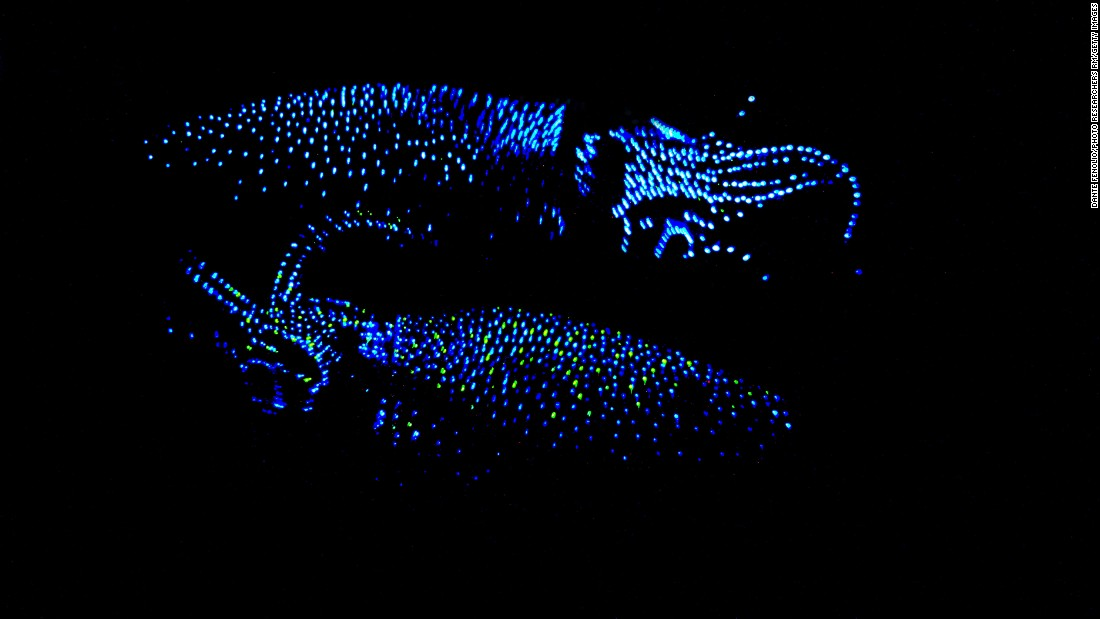 DANTE FENOLIO/PHOTO RESEARCHERS RM/GETTY IMAGES